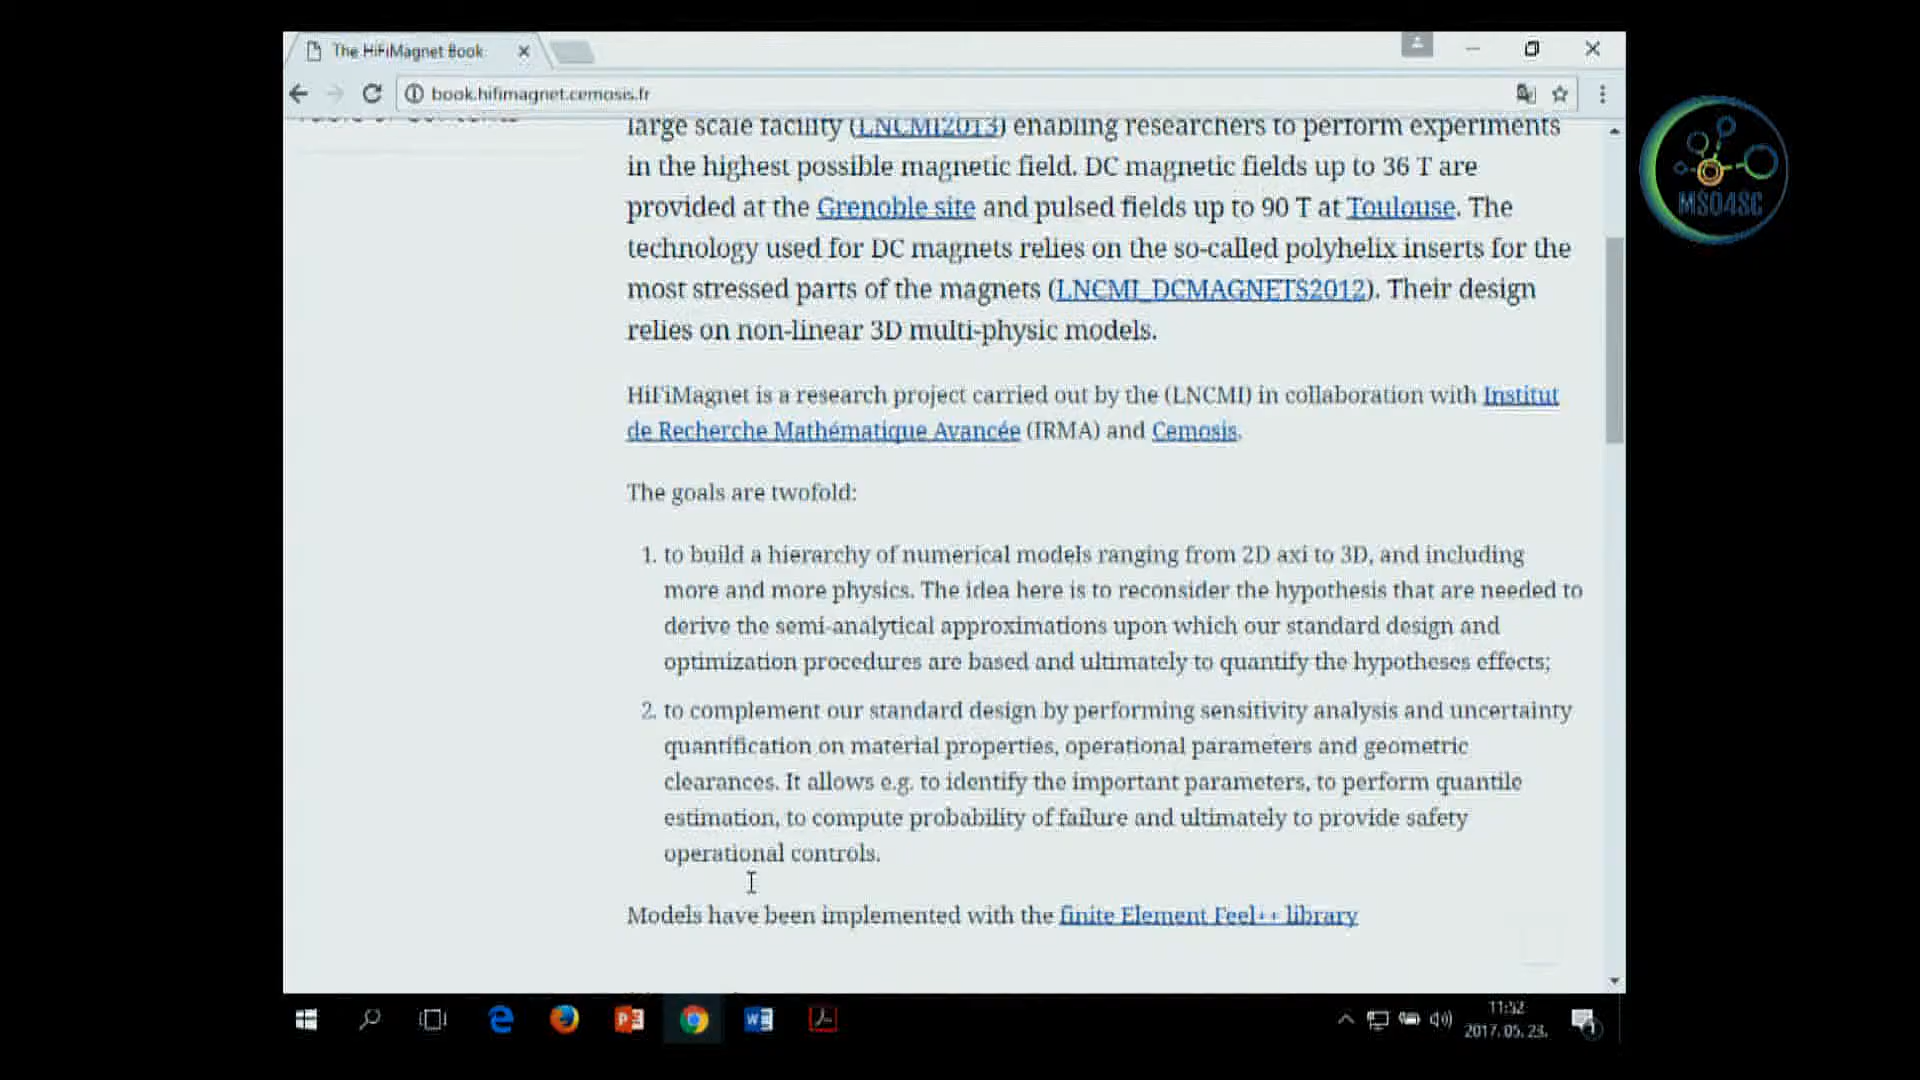 The HiFiMagnet Book
book.hifimagnet.cemosis.fr
large scale facility (LNCMI2013) enabling researchers to perform experiments
in the highest possible magnetic field. DC magnetic fields up to 36 T are
provided at the Grenoble site and pulsed fields up to 90 T at Toulouse. The
technology used for DC magnets relies on the so-called polyhelix inserts for the
most stressed parts of the magnets (LNCMI_DCMAGNETS2012). Their design
relies on non-linear 3D multi-physic models.
HiFiMagnet is a research project carried out by the (LNCMI) in collaboration with Institut
de Recherche Mathématique Avancée (IRMA) and Cemosis.
The goals are twofold:
1. to build a hierarchy of numerical models ranging from 2D axi to 3D, and including
more and more physics. The idea here is to reconsider the hypothesis that are needed to
derive the semi-analytical approximations upon which our standard design and
optimization procedures are based and ultimately to quantify the hypotheses effects;
2. to complement our standard design by performing sensitivity analysis and uncertainty
quantification on material properties, operational parameters and geometric
clearances. It allows e.g. to identify the important parameters, to perform quantile
estimation, to compute probability of failure and ultimately to provide safety
operational controls.
Models have been implemented with the finite Element Feel++ library
11:52
2017. 05. 23.
MSO4SC